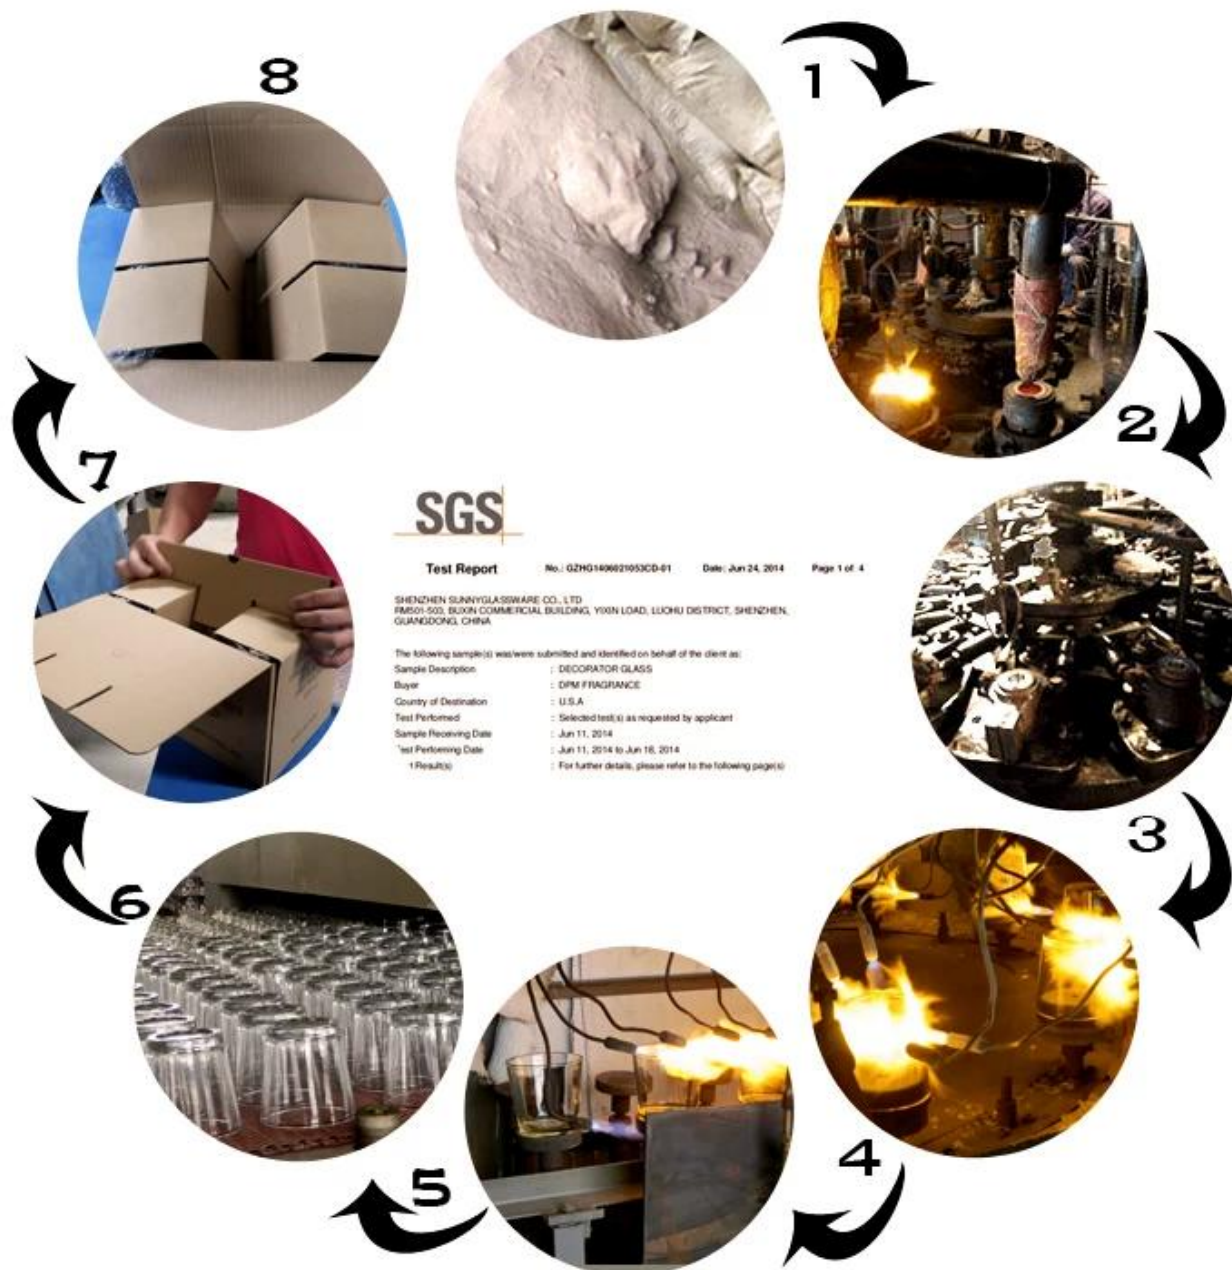 8
1
2
7
SGS
Test Report No.: GZHG1406021053CD-01 Date: Jun 24, 2014 Page 1 of 4
SHENZHEN SUNNYGLASSWARE CO., LTD
RM501-503, BUXIN COMMERCIAL BUILDING, YIXIN LOAD, LUOHU DISTRICT, SHENZHEN,
GUANGDONG, CHINA
The following sample(s) was/were submitted and identified on behalf of the client as:
Sample Description : DECORATOR GLASS
Buyer : DPM FRAGRANCE
Country of Destination : U.S.A
Test Performed : Selected test(s) as requested by applicant
Sample Receiving Date : Jun 11, 2014
Test Performing Date : Jun 11, 2014 to Jun 18, 2014
t Result(s) : For further details, please refer to the following page(s)
3
6
4
5